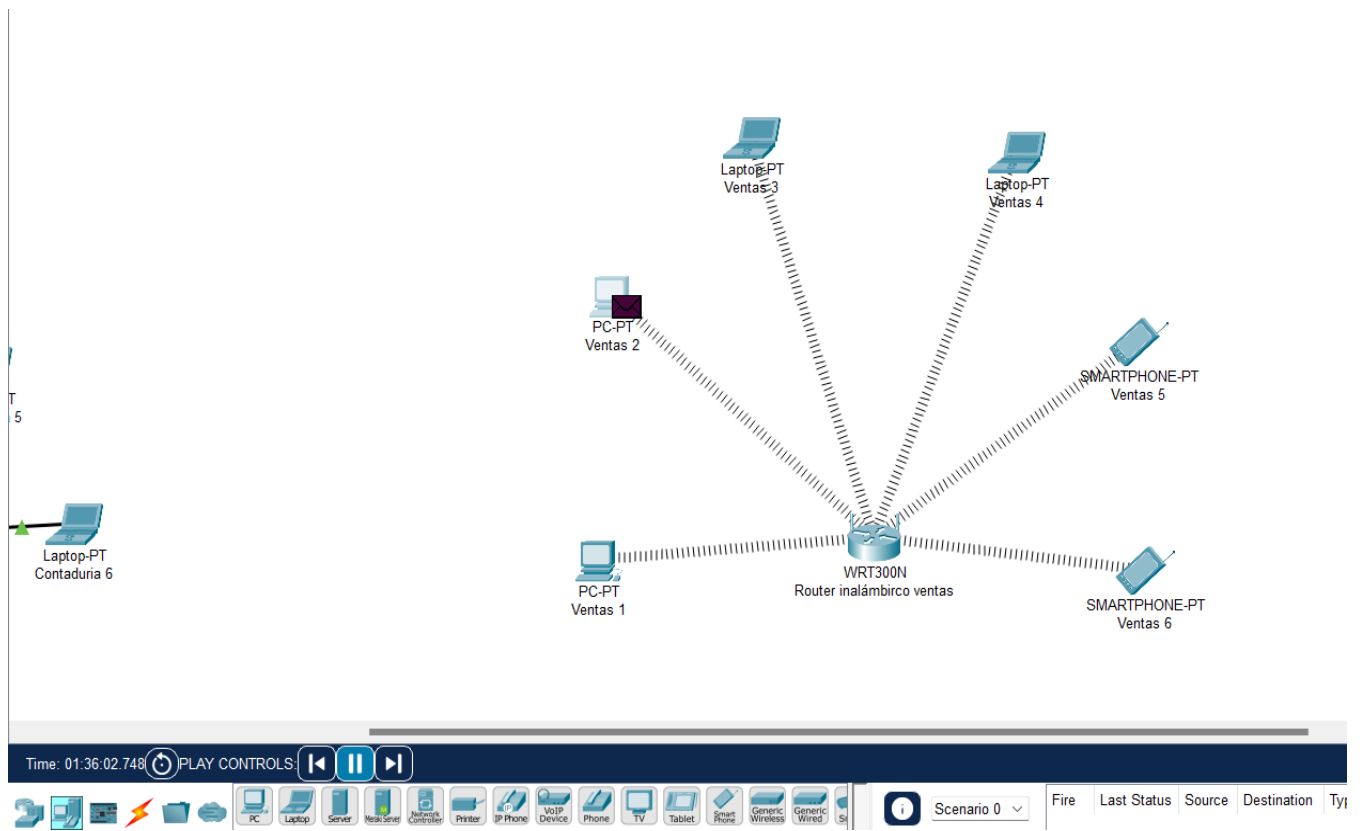 Laptop-PT
Ventas 3
Laptop-PT
Ventas 4
PC-PT
Ventas 2
SMARTPHONE-PT
Ventas 5
T
5
Laptop-PT
Contaduria 6
PC-PT
Ventas 1
WRT300N
Router inalámbirco ventas
SMARTPHONE-PT
Ventas 6
Time: 01:36:02.748 PLAY CONTROLS:
PC
Laptop
Server
Meraki Server
Network Controller
Printer
IP Phone
VoIP Device
Phone
TV
Tablet
Smart Phone
Generic Wireless
Generic Wired
Scenario 0
Fire Last Status Source Destination